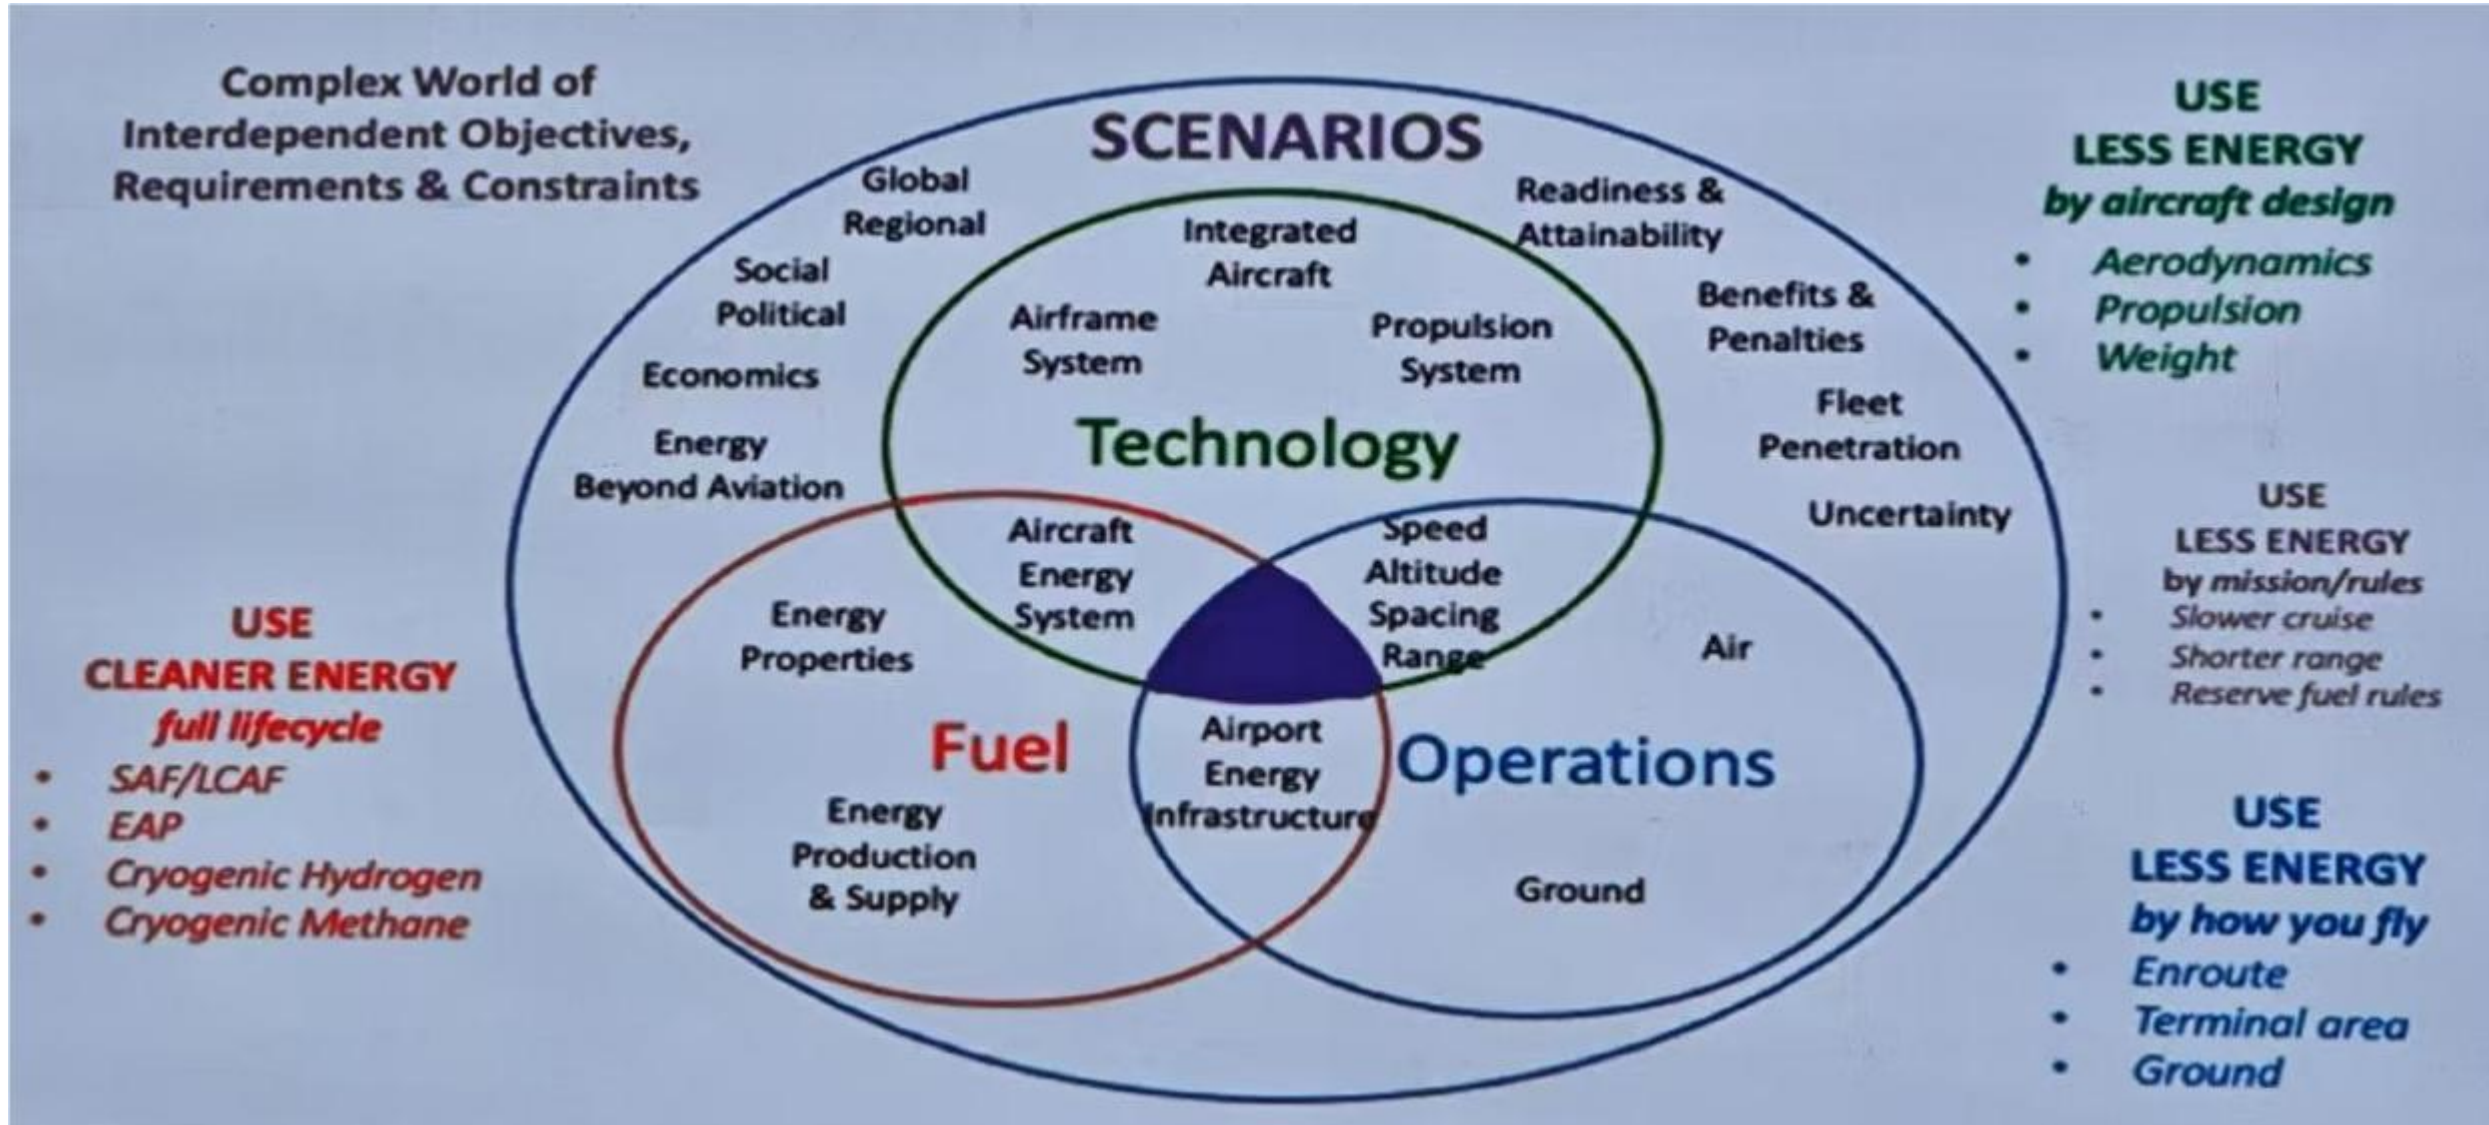 Complex World of
Interdependent Objectives,
Requirements & Constraints
SCENARIOS
Global
Regional
Social
Political
Economics
Energy
Beyond Aviation
Readiness &
Attainability
Benefits &
Penalties
Fleet
Penetration
Uncertainty
Integrated
Aircraft
Airframe
System
Propulsion
System
Technology
Aircraft
Energy
System
Speed
Altitude
Spacing
Range
Energy
Properties
Fuel
Energy
Production
& Supply
Airport
Energy
Infrastructure
Operations
Air
Ground
USE
CLEANER ENERGY
full lifecycle
• SAF/LCAF
• EAP
• Cryogenic Hydrogen
• Cryogenic Methane
USE
LESS ENERGY
by aircraft design
• Aerodynamics
• Propulsion
• Weight
USE
LESS ENERGY
by mission/rules
• Slower cruise
• Shorter range
• Reserve fuel rules
USE
LESS ENERGY
by how you fly
• Enroute
• Terminal area
• Ground